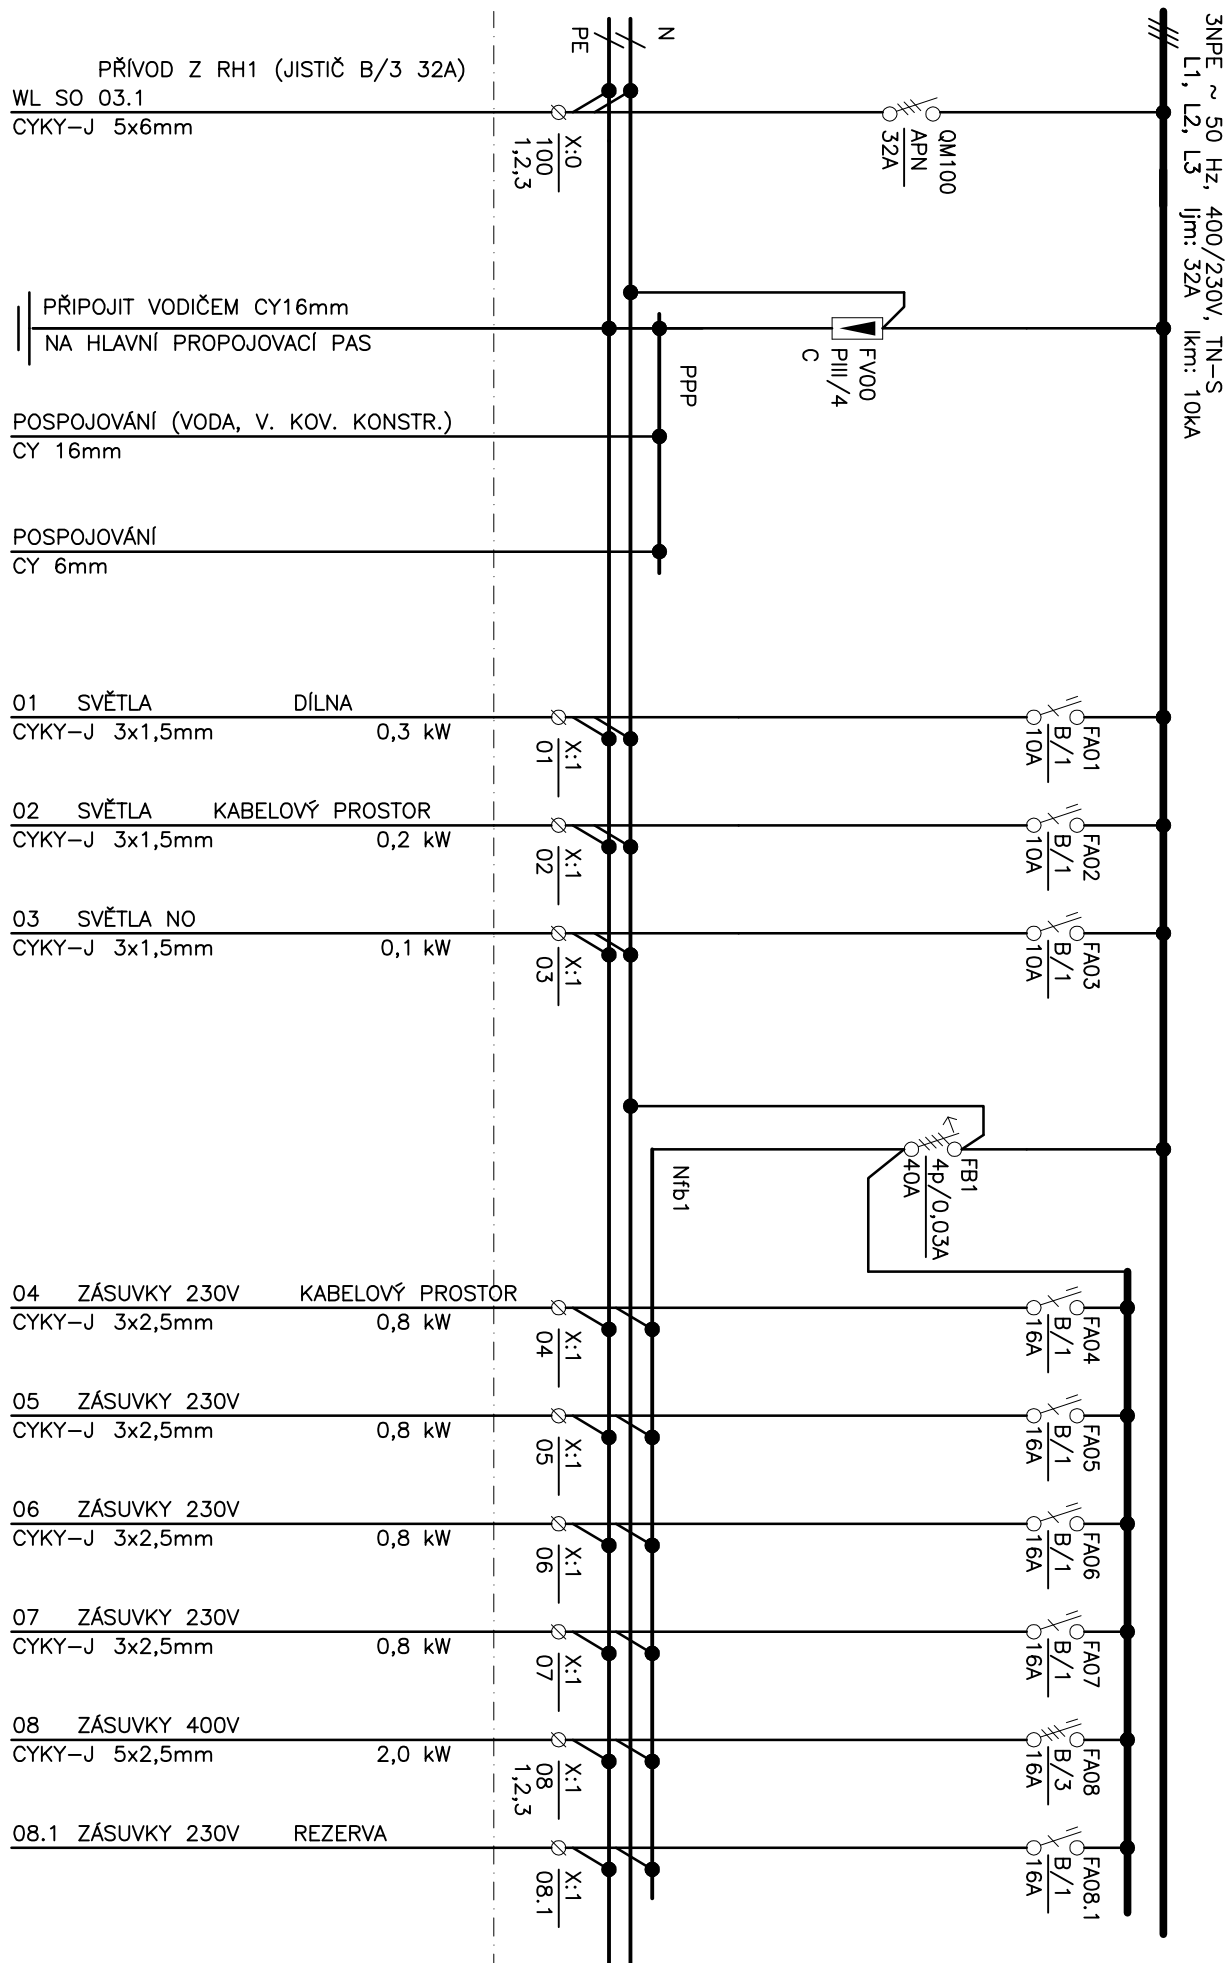 3NPE ~ 50 Hz, 400/230V, TN-S
L1, L2, L3 Ijm: 32A Ikm: 10kA
N
PE
PŘÍVOD Z RH1 (JISTIČ B/3 32A)
WL SO 03.1
CYKY-J 5x6mm
X:0
100
1,2,3
QM100
APN
32A
PŘIPOJIT VODIČEM CY16mm
NA HLAVNÍ PROPOJOVACÍ PAS
FV00
PIII/4
C
PPP
POSPOJOVÁNÍ (VODA, V. KOV. KONSTR.)
CY 16mm
POSPOJOVÁNÍ
CY 6mm
01 SVĚTLA DÍLNA
CYKY-J 3x1,5mm 0,3 kW
X:1
01
FA01
B/1
10A
02 SVĚTLA KABELOVÝ PROSTOR
CYKY-J 3x1,5mm 0,2 kW
X:1
02
FA02
B/1
10A
03 SVĚTLA NO
CYKY-J 3x1,5mm 0,1 kW
X:1
03
FA03
B/1
10A
FB1
4p/0,03A
40A
Nfb1
04 ZÁSUVKY 230V KABELOVÝ PROSTOR
CYKY-J 3x2,5mm 0,8 kW
X:1
04
FA04
B/1
16A
05 ZÁSUVKY 230V
CYKY-J 3x2,5mm 0,8 kW
X:1
05
FA05
B/1
16A
06 ZÁSUVKY 230V
CYKY-J 3x2,5mm 0,8 kW
X:1
06
FA06
B/1
16A
07 ZÁSUVKY 230V
CYKY-J 3x2,5mm 0,8 kW
X:1
07
FA07
B/1
16A
08 ZÁSUVKY 400V
CYKY-J 5x2,5mm 2,0 kW
X:1
08
1,2,3
FA08
B/3
16A
08.1 ZÁSUVKY 230V REZERVA
X:1
08.1
FA08.1
B/1
16A